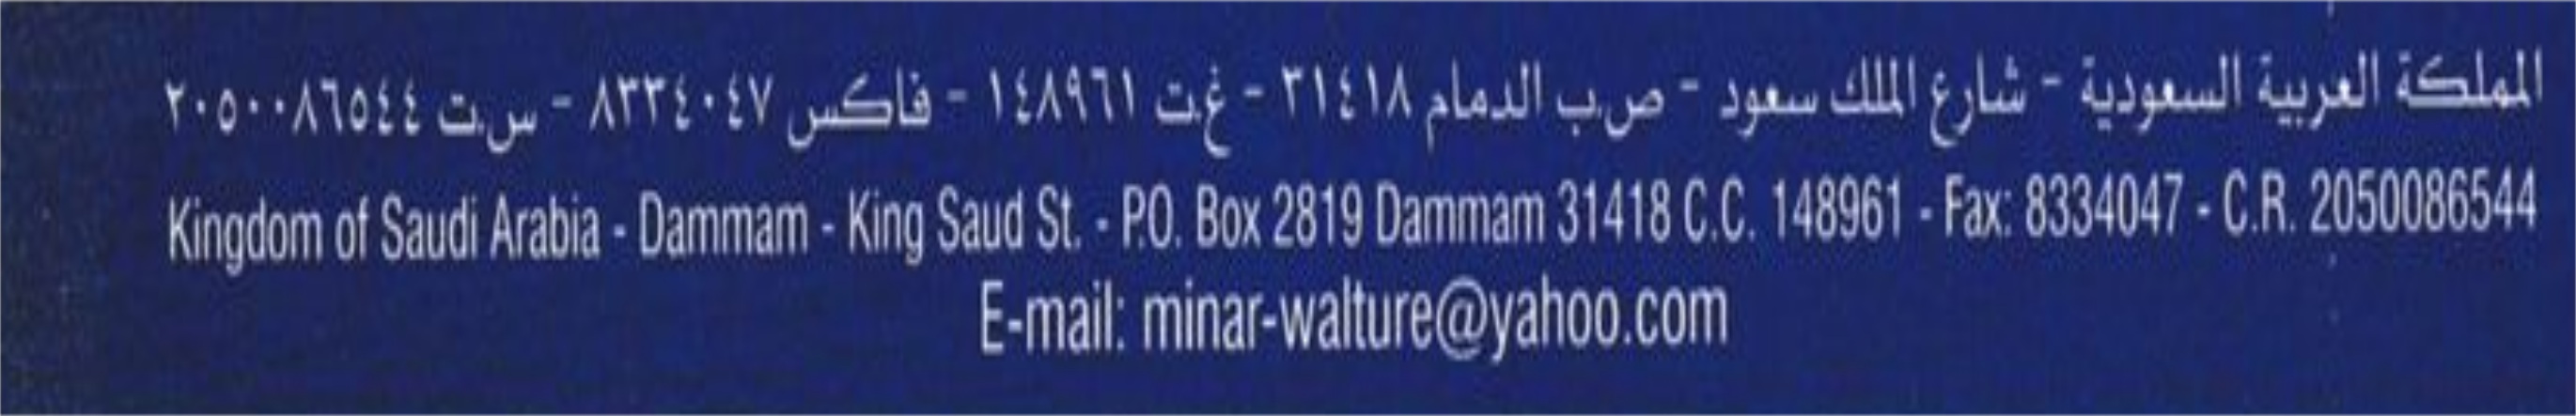 المملكة العربية السعودية - شارع الملك سعود - ص.ب الدمام ٣١٤١٨ - غ.ت ١٤٨٩٦١ - فاكس ٨٣٣٤٠٤٧ - س.ت ٢٠٥٠٠٨٦٥٤٤
Kingdom of Saudi Arabia - Dammam - King Saud St. - P.O. Box 2819 Dammam 31418 C.C. 148961 - Fax: 8334047 - C.R. 2050086544
E-mail: minar-walture@yahoo.com